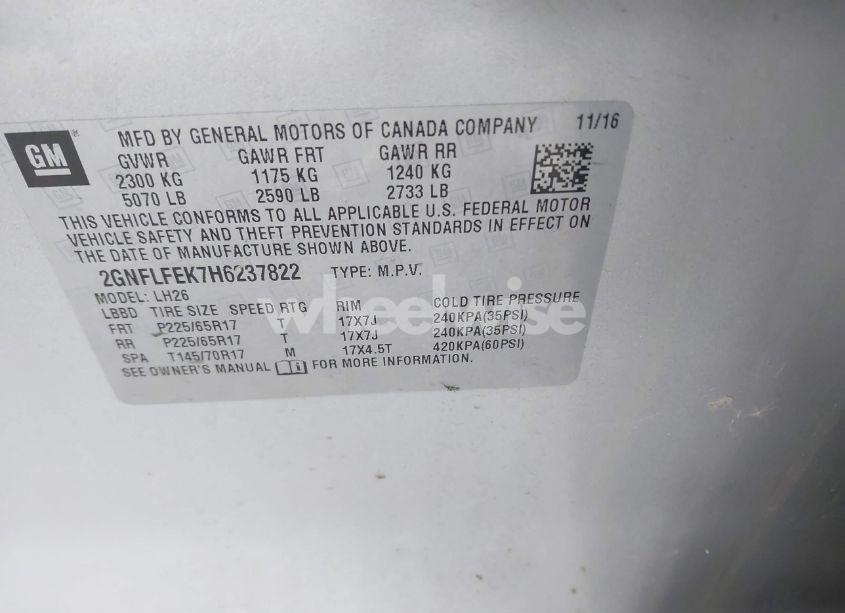 GM
MFD BY GENERAL MOTORS OF CANADA COMPANY 11/16
GVWR GAWR FRT GAWR RR
2300 KG 1175 KG 1240 KG
5070 LB 2590 LB 2733 LB
THIS VEHICLE CONFORMS TO ALL APPLICABLE U.S. FEDERAL MOTOR
VEHICLE SAFETY AND THEFT PREVENTION STANDARDS IN EFFECT ON
THE DATE OF MANUFACTURE SHOWN ABOVE.
2GNFLFEK7H6237822 TYPE: M.P.V.
MODEL: LH26
LBBD TIRE SIZE SPEED RTG RIM COLD TIRE PRESSURE
FRT P225/65R17 T 17X7J 240KPA(35PSI)
RR P225/65R17 T 17X7J 240KPA(35PSI)
SPA T145/70R17 M 17X4.5T 420KPA(60PSI)
SEE OWNER'S MANUAL FOR MORE INFORMATION.
wheelwise